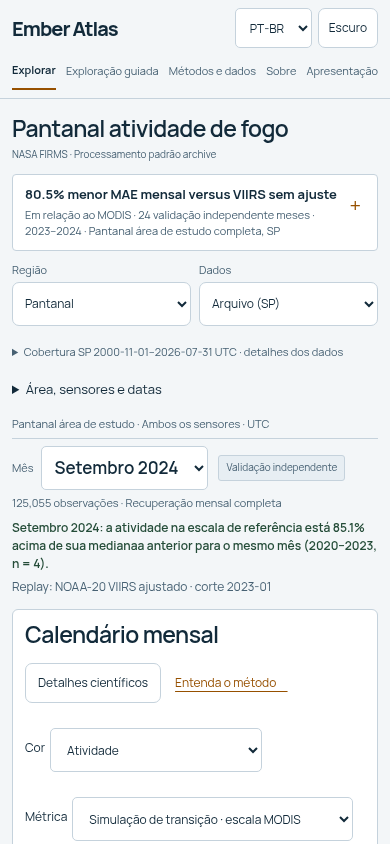 Ember Atlas
PT-BR
Escuro
Explorar
Exploração guiada
Métodos e dados
Sobre
Apresentação
Pantanal atividade de fogo
NASA FIRMS · Processamento padrão archive
80.5% menor MAE mensal versus VIIRS sem ajuste
+
Em relação ao MODIS · 24 validação independente meses ·
2023–2024 · Pantanal área de estudo completa, SP
Região
Dados
Pantanal
Arquivo (SP)
Cobertura SP 2000-11-01–2026-07-31 UTC · detalhes dos dados
Área, sensores e datas
Pantanal área de estudo · Ambos os sensores · UTC
Mês
Setembro 2024
Validação independente
125,055 observações · Recuperação mensal completa
Setembro 2024: a atividade na escala de referência está 85.1%
acima de sua medianaa anterior para o mesmo mês (2020–2023,
n = 4).
Replay: NOAA-20 VIIRS ajustado · corte 2023-01
Calendário mensal
Detalhes científicos
Entenda o método
Cor
Atividade
Métrica
Simulação de transição · escala MODIS